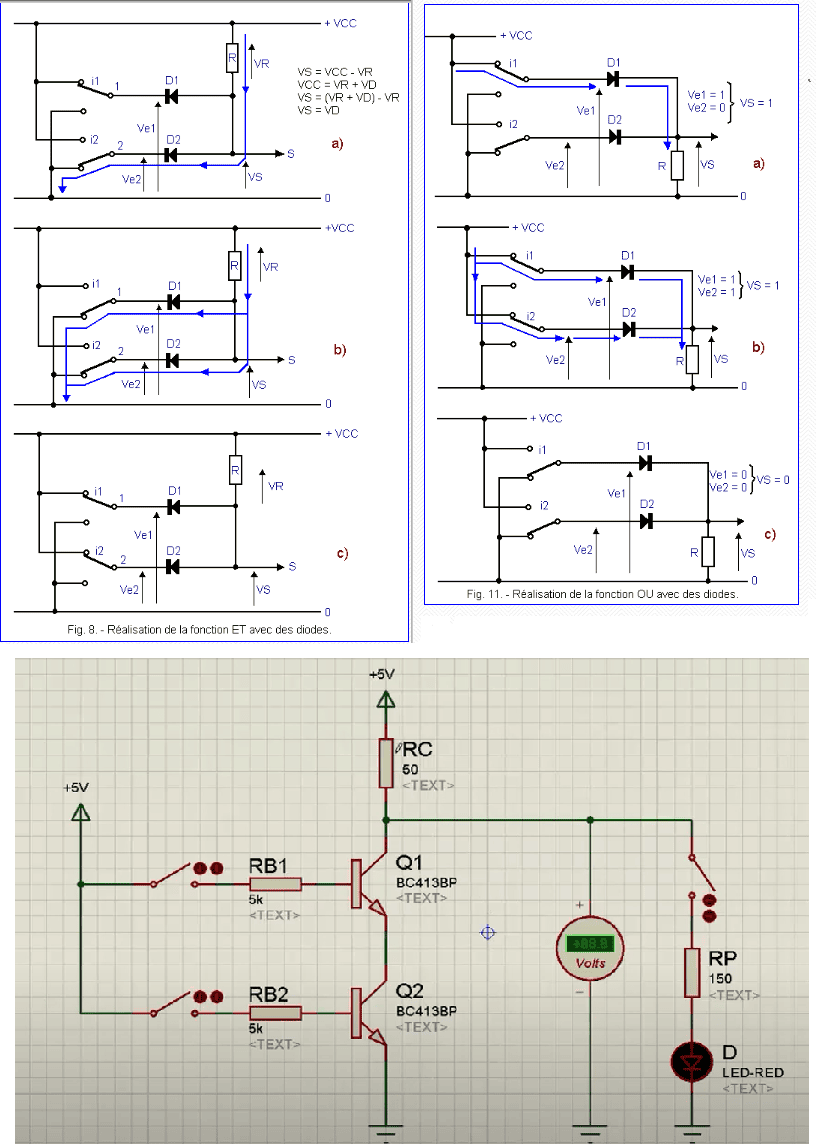 + VCC
R
VR
i1
1
D1
VS = VCC - VR
VCC = VR + VD
VS = (VR + VD) - VR
VS = VD
Ve1
i2
2
D2
S
a)
Ve2
VS
0
+VCC
R
VR
i1
1
D1
Ve1
i2
2
D2
S
b)
Ve2
VS
0
+ VCC
R
VR
i1
1
D1
Ve1
i2
2
D2
S
c)
Ve2
VS
0
Fig. 8. - Réalisation de la fonction ET avec des diodes.
+ VCC
i1
D1
Ve1 = 1
Ve2 = 0
VS = 1
Ve1
i2
D2
Ve2
R
VS
a)
0
+ VCC
i1
D1
Ve1 = 1
Ve2 = 1
VS = 1
Ve1
i2
D2
Ve2
R
VS
b)
0
+ VCC
i1
D1
Ve1 = 0
Ve2 = 0
VS = 0
Ve1
i2
D2
Ve2
R
VS
c)
0
Fig. 11. - Réalisation de la fonction OU avec des diodes.
+5V
RC
50
<TEXT>
+5V
RB1
5k
<TEXT>
Q1
BC413BP
<TEXT>
+
+88.8
Volts
−
RP
150
<TEXT>
RB2
5k
<TEXT>
Q2
BC413BP
<TEXT>
D
LED-RED
<TEXT>